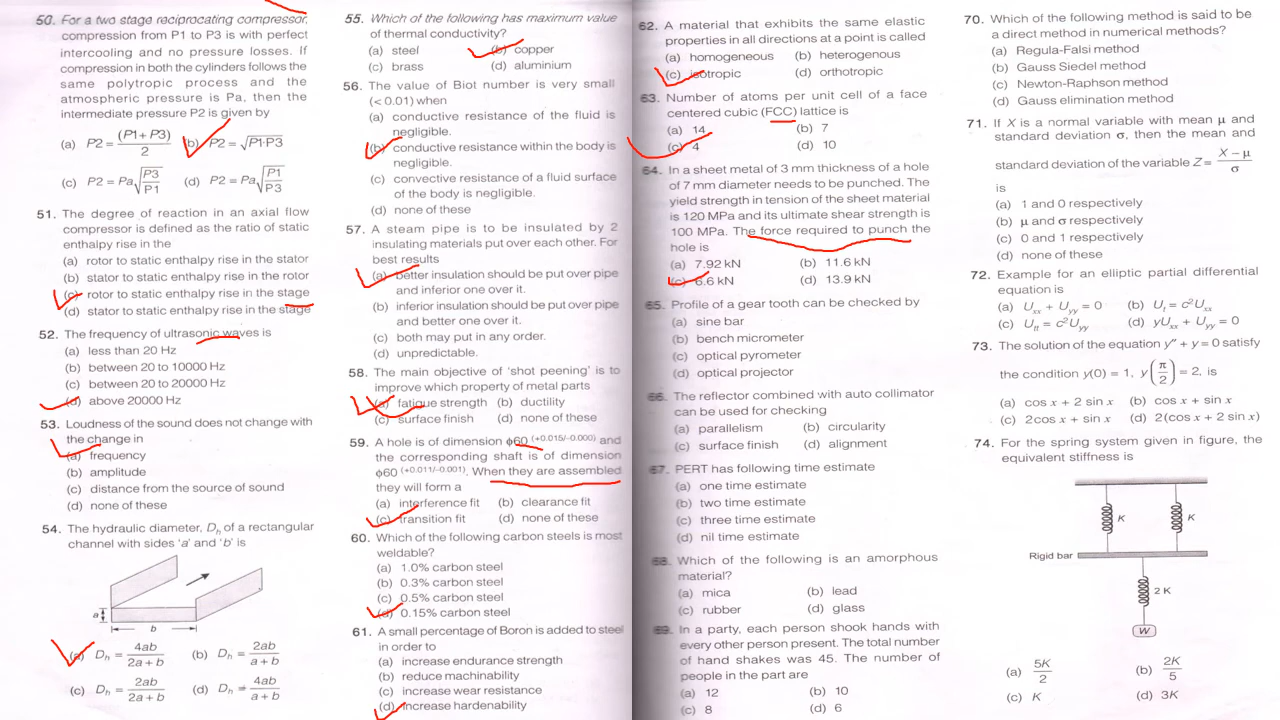 50. For a two stage reciprocating compressor,
compression from P1 to P3 is with perfect
intercooling and no pressure losses. If
compression in both the cylinders follows the
same polytropic process and the
atmospheric pressure is Pa, then the
intermediate pressure P2 is given by
(a) P2 = (P1+P3)/2 (b) P2 = √P1·P3
(c) P2 = Pa√(P3/P1) (d) P2 = Pa√(P1/P3)
51. The degree of reaction in an axial flow
compressor is defined as the ratio of static
enthalpy rise in the
(a) rotor to static enthalpy rise in the stator
(b) stator to static enthalpy rise in the rotor
(c) rotor to static enthalpy rise in the stage
(d) stator to static enthalpy rise in the stage
52. The frequency of ultrasonic waves is
(a) less than 20 Hz
(b) between 20 to 10000 Hz
(c) between 20 to 20000 Hz
(d) above 20000 Hz
53. Loudness of the sound does not change with
the change in
(a) frequency
(b) amplitude
(c) distance from the source of sound
(d) none of these
54. The hydraulic diameter, Dh of a rectangular
channel with sides 'a' and 'b' is
a
b
(a) Dh = 4ab/(2a+b) (b) Dh = 2ab/(a+b)
(c) Dh = 2ab/(2a+b) (d) Dh = 4ab/(a+b)
55. Which of the following has maximum value
of thermal conductivity?
(a) steel (b) copper
(c) brass (d) aluminium
56. The value of Biot number is very small
(<0.01) when
(a) conductive resistance of the fluid is
negligible.
(b) conductive resistance within the body is
negligible.
(c) convective resistance of a fluid surface
of the body is negligible.
(d) none of these
57. A steam pipe is to be insulated by 2
insulating materials put over each other. For
best results
(a) better insulation should be put over pipe
and inferior one over it.
(b) inferior insulation should be put over pipe
and better one over it.
(c) both may put in any order.
(d) unpredictable.
58. The main objective of 'shot peening' is to
improve which property of metal parts
(a) fatigue strength (b) ductility
(c) surface finish (d) none of these
59. A hole is of dimension ϕ60 (+0.015/-0.000) and
the corresponding shaft is of dimension
ϕ60 (+0.011/-0.001). When they are assembled
they will form a
(a) interference fit (b) clearance fit
(c) transition fit (d) none of these
60. Which of the following carbon steels is most
weldable?
(a) 1.0% carbon steel
(b) 0.3% carbon steel
(c) 0.5% carbon steel
(d) 0.15% carbon steel
61. A small percentage of Boron is added to steel
in order to
(a) increase endurance strength
(b) reduce machinability
(c) increase wear resistance
(d) increase hardenability
62. A material that exhibits the same elastic
properties in all directions at a point is called
(a) homogeneous (b) heterogenous
(c) isotropic (d) orthotropic
63. Number of atoms per unit cell of a face
centered cubic (FCC) lattice is
(a) 14 (b) 7
(c) 4 (d) 10
64. In a sheet metal of 3 mm thickness of a hole
of 7 mm diameter needs to be punched. The
yield strength in tension of the sheet material
is 120 MPa and its ultimate shear strength is
100 MPa. The force required to punch the
hole is
(a) 7.92 kN (b) 11.6 kN
(c) 6.6 kN (d) 13.9 kN
65. Profile of a gear tooth can be checked by
(a) sine bar
(b) bench micrometer
(c) optical pyrometer
(d) optical projector
66. The reflector combined with auto collimator
can be used for checking
(a) parallelism (b) circularity
(c) surface finish (d) alignment
67. PERT has following time estimate
(a) one time estimate
(b) two time estimate
(c) three time estimate
(d) nil time estimate
68. Which of the following is an amorphous
material?
(a) mica (b) lead
(c) rubber (d) glass
69. In a party, each person shook hands with
every other person present. The total number
of hand shakes was 45. The number of
people in the part are
(a) 12 (b) 10
(c) 8 (d) 6
70. Which of the following method is said to be
a direct method in numerical methods?
(a) Regula-Falsi method
(b) Gauss Siedel method
(c) Newton-Raphson method
(d) Gauss elimination method
71. If X is a normal variable with mean μ and
standard deviation σ, then the mean and
standard deviation of the variable Z = (X−μ)/σ
is
(a) 1 and 0 respectively
(b) μ and σ respectively
(c) 0 and 1 respectively
(d) none of these
72. Example for an elliptic partial differential
equation is
(a) Uxx + Uyy = 0 (b) Ut = c²Uxx
(c) Utt = c²Uyy (d) yUxx + Uyy = 0
73. The solution of the equation y″ + y = 0 satisfy
the condition y(0) = 1, y(π/2) = 2, is
(a) cos x + 2 sin x (b) cos x + sin x
(c) 2cos x + sin x (d) 2(cos x + 2 sin x)
74. For the spring system given in figure, the
equivalent stiffness is
K K
Rigid bar
2 K
W
(a) 5K/2 (b) 2K/5
(c) K (d) 3K